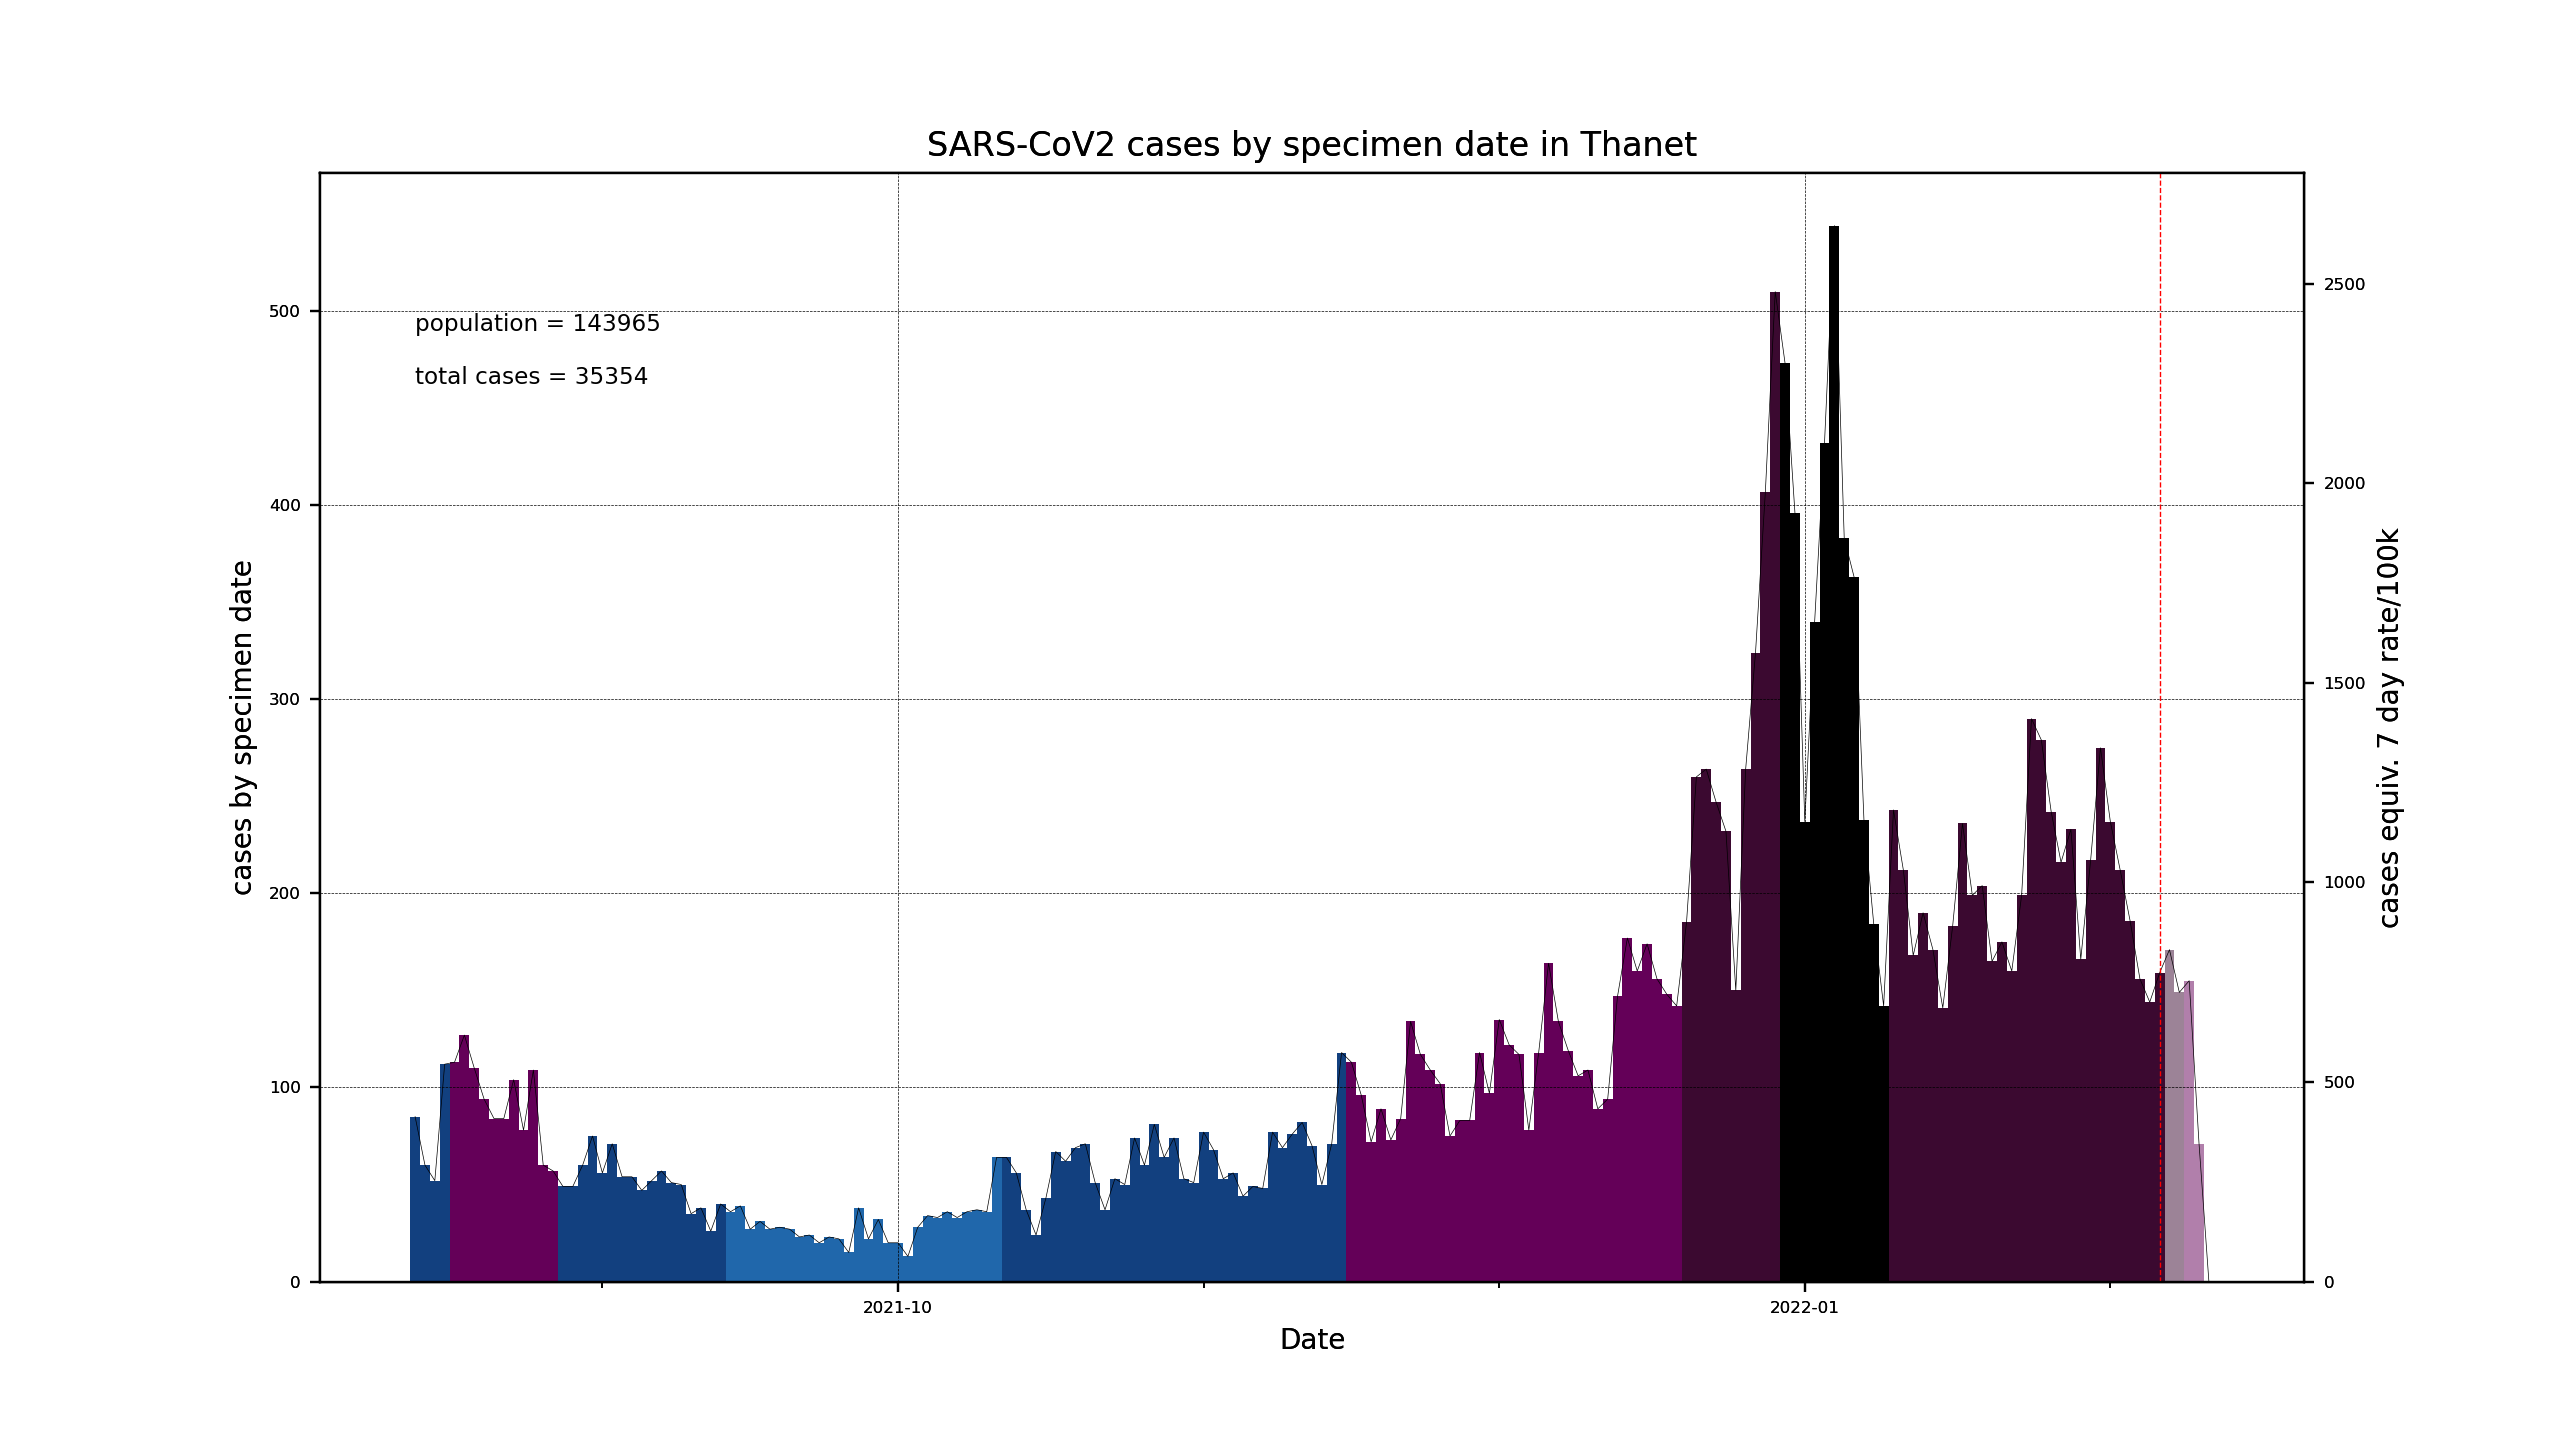 SARS-CoV2 cases by specimen date in Thanet
population = 143965
total cases = 35354
cases by specimen date
500
400
300
200
100
0
2500
2000
1500
1000
500
0
cases equiv. 7 day rate/100k
2021-10
2022-01
Date